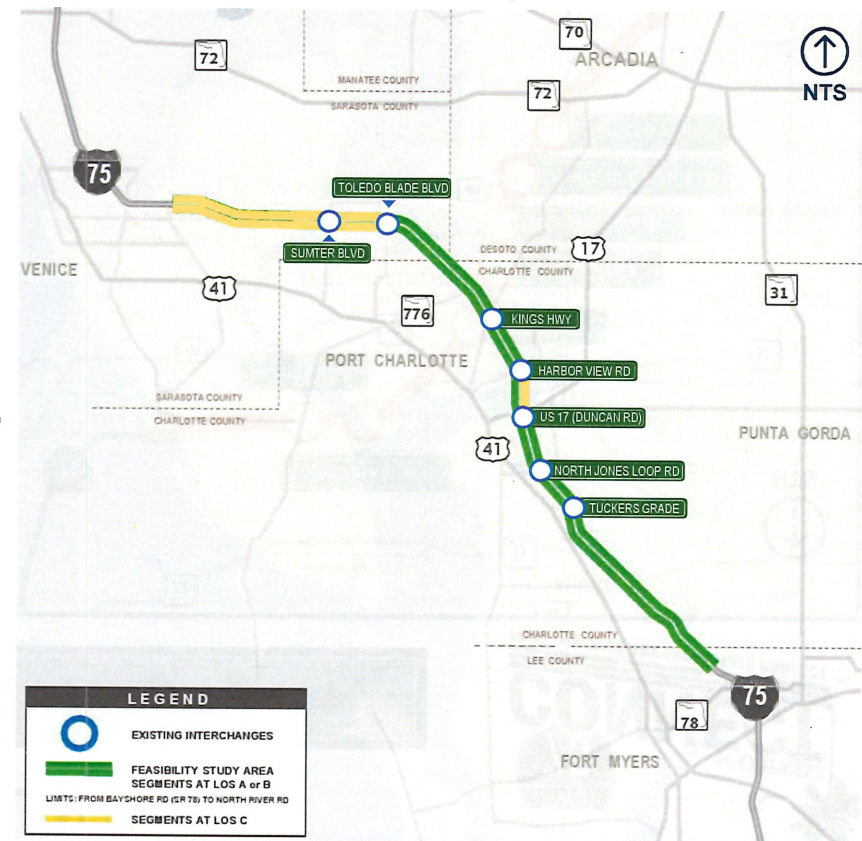 70
72
ARCADIA
NTS
MANATEE COUNTY
72
SARASOTA COUNTY
75
TOLEDO BLADE BLVD
SUMTER BLVD
DESOTO COUNTY
17
VENICE
CHARLOTTE COUNTY
41
31
776
KINGS HWY
PORT CHARLOTTE
HARBOR VIEW RD
SARASOTA COUNTY
CHARLOTTE COUNTY
US 17 (DUNCAN RD)
PUNTA GORDA
41
NORTH JONES LOOP RD
TUCKERS GRADE
CHARLOTTE COUNTY
LEE COUNTY
75
78
FORT MYERS
LEGEND
EXISTING INTERCHANGES
FEASIBILITY STUDY AREA
SEGMENTS AT LOS A or B
LIMITS: FROM BAYSHORE RD (SR 78) TO NORTH RIVER RD
SEGMENTS AT LOS C